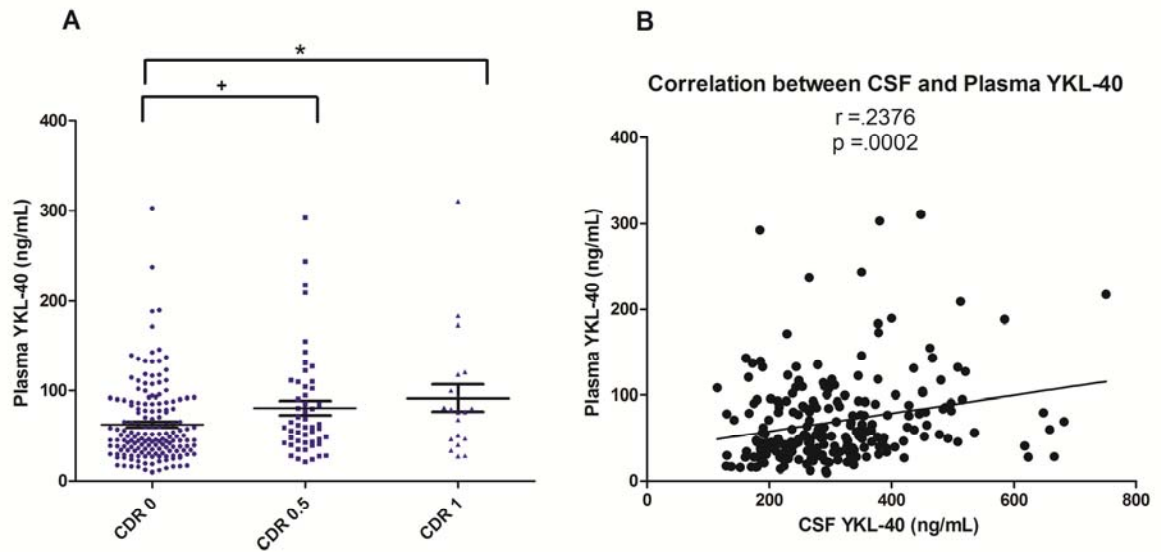 A
*
+
400
300
200
100
0
Plasma YKL-40 (ng/mL)
CDR 0
CDR 0.5
CDR 1
B
Correlation between CSF and Plasma YKL-40
r =.2376
p =.0002
400
300
200
100
0
Plasma YKL-40 (ng/mL)
0 200 400 600 800
CSF YKL-40 (ng/mL)